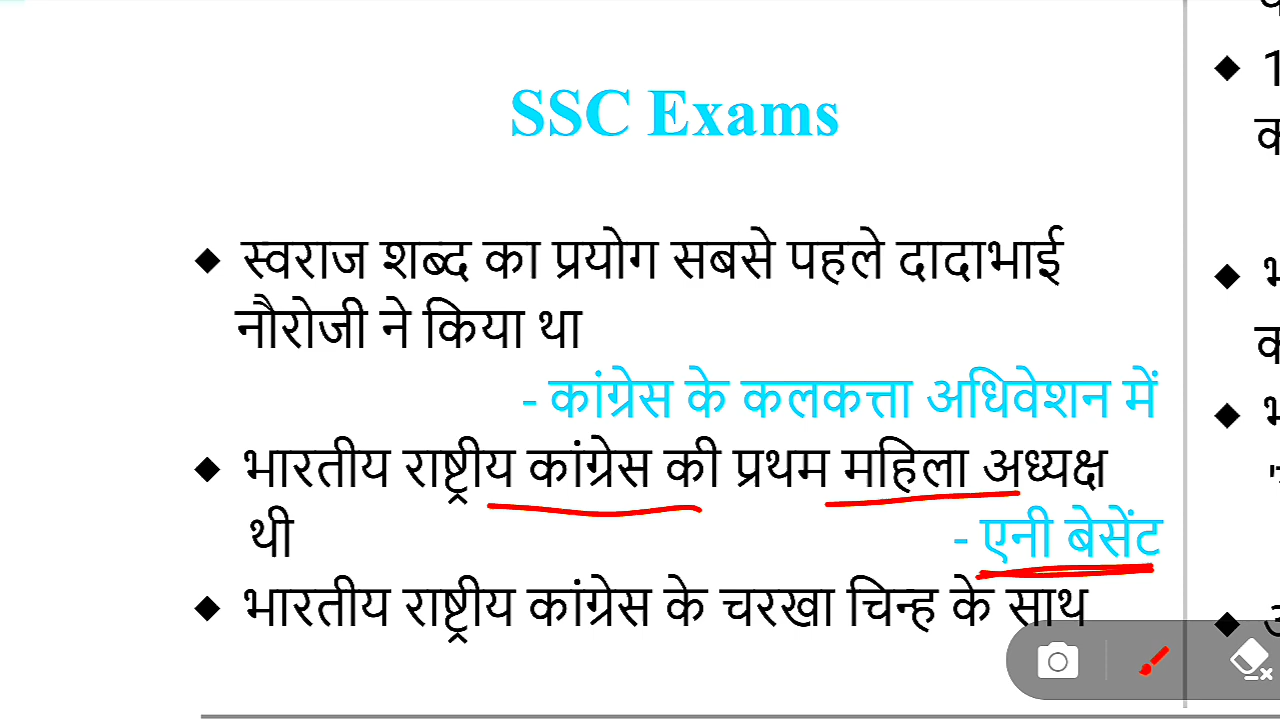 SSC Exams
◆ स्वराज शब्द का प्रयोग सबसे पहले दादाभाई
नौरोजी ने किया था
- कांग्रेस के कलकत्ता अधिवेशन में
◆ भारतीय राष्ट्रीय कांग्रेस की प्रथम महिला अध्यक्ष
थी - एनी बेसेंट
◆ भारतीय राष्ट्रीय कांग्रेस के चरखा चिन्ह के साथ